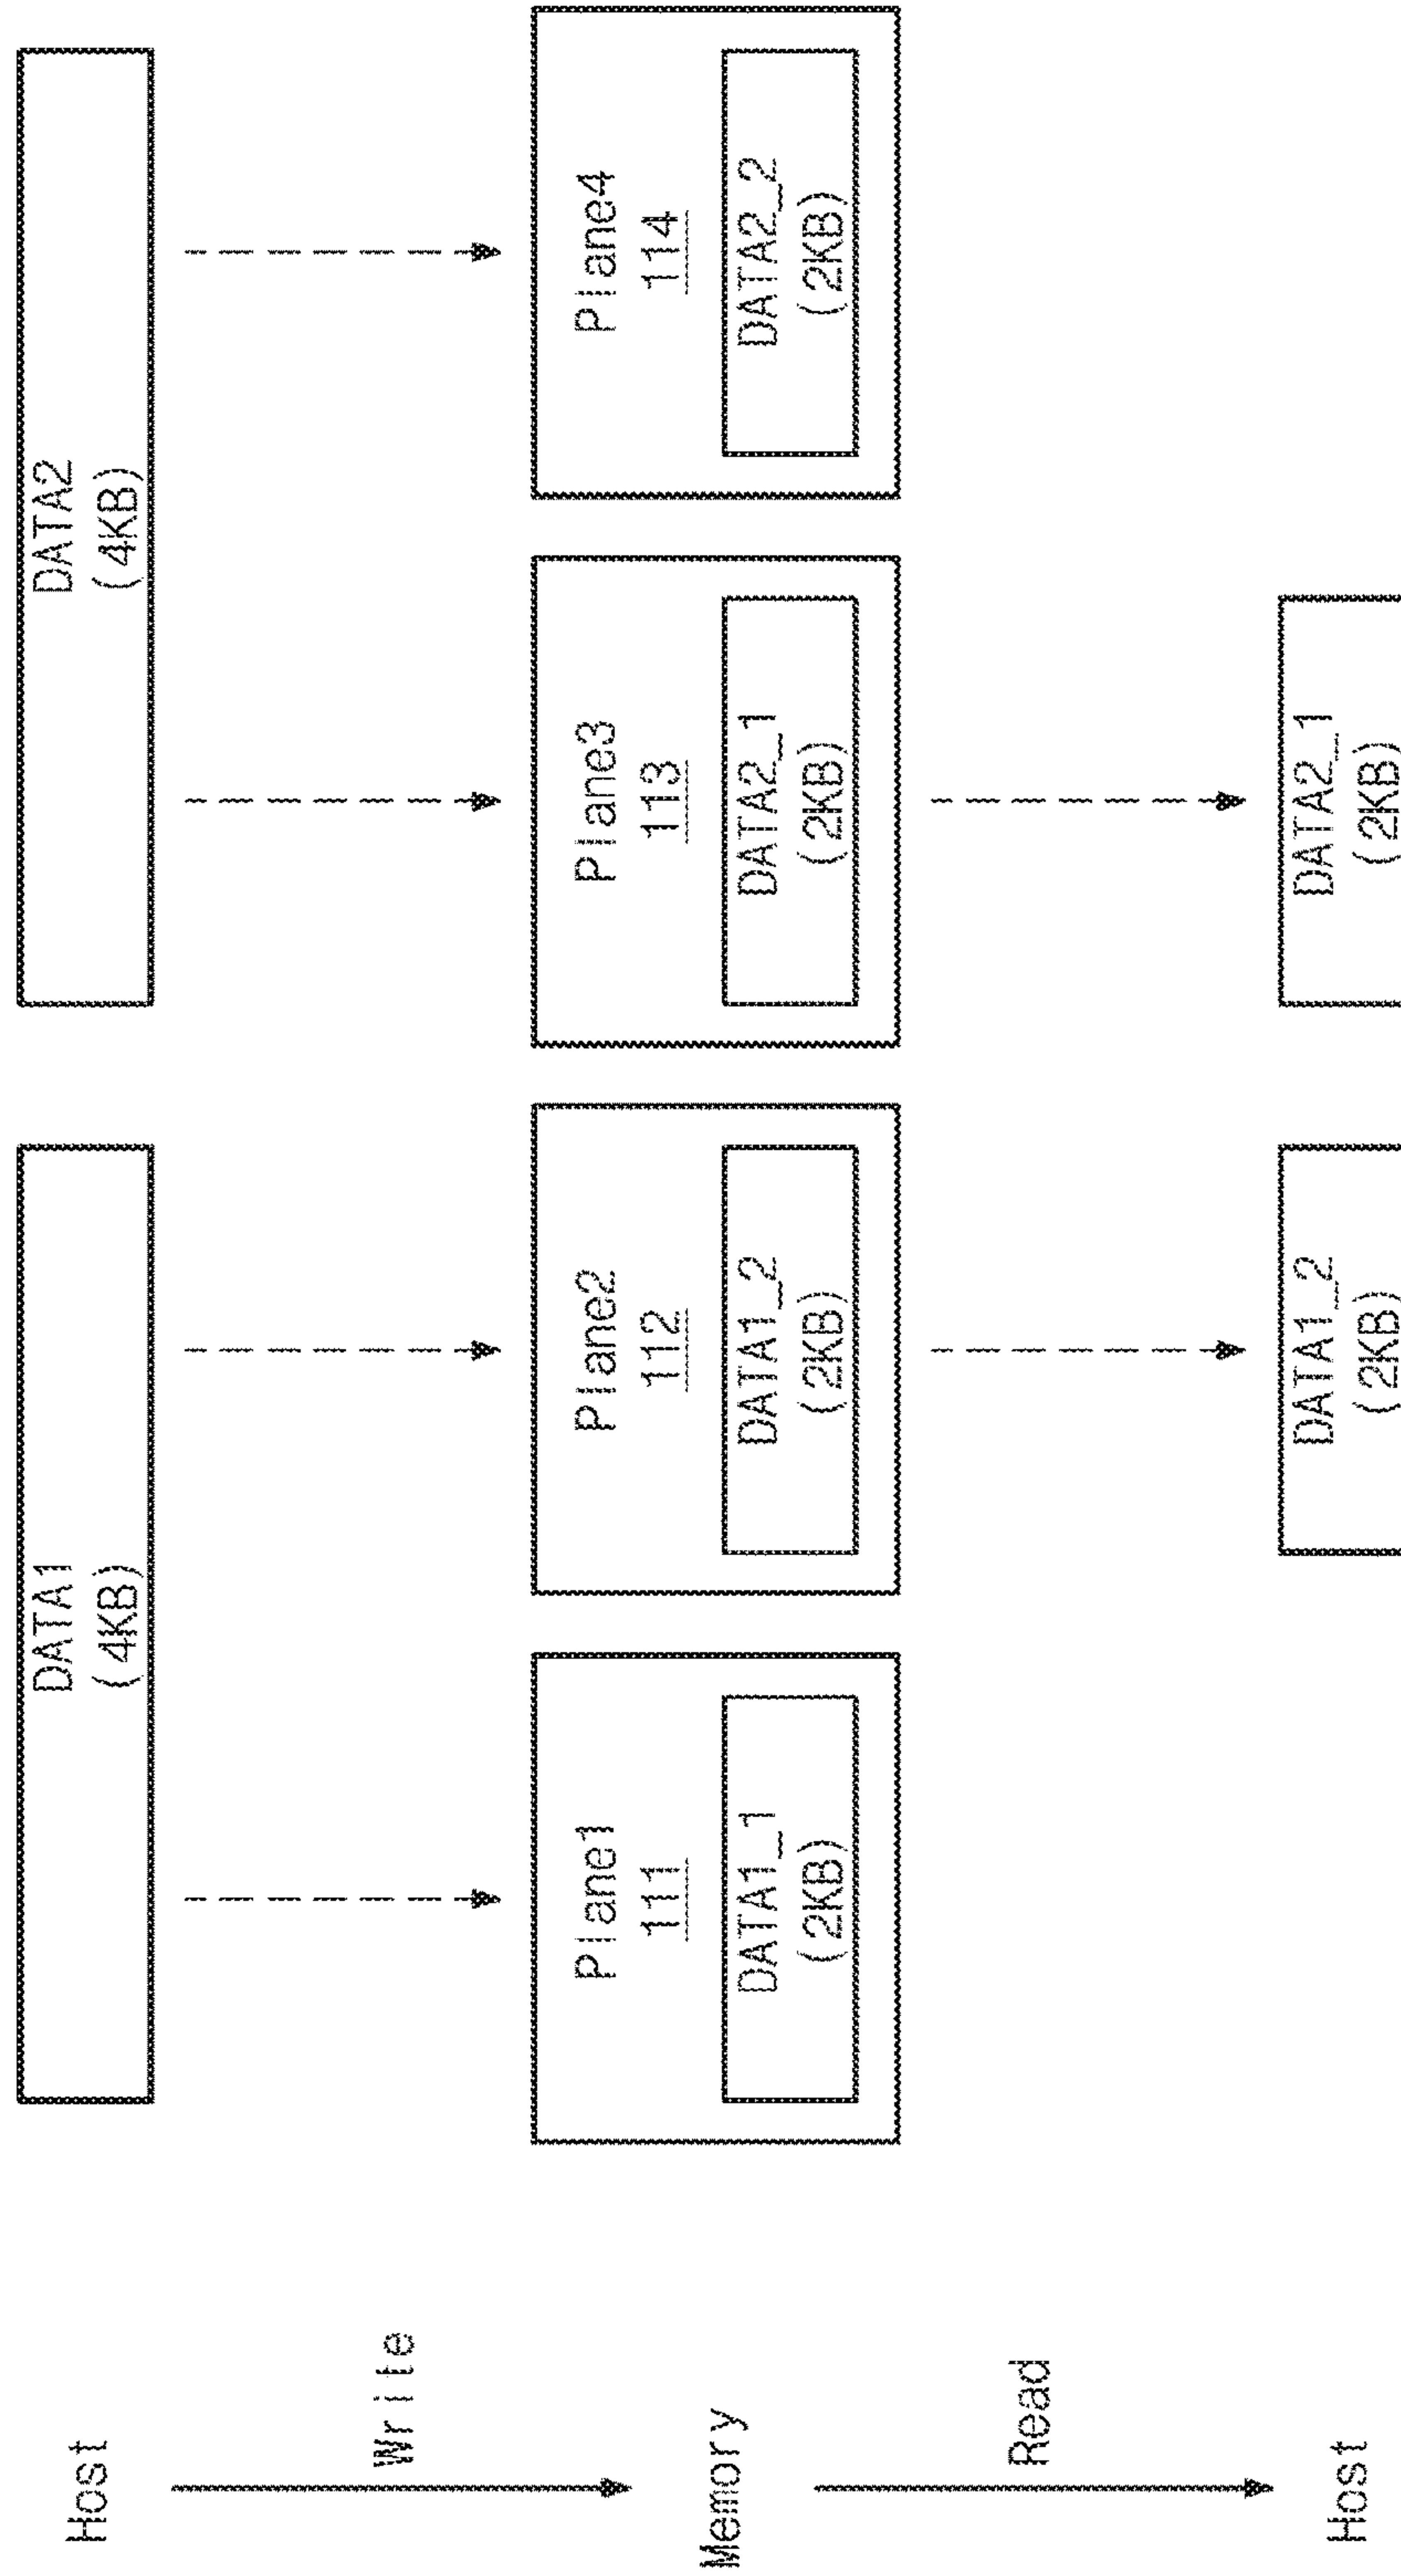 Host
DATA1
(4KB)
DATA2
(4KB)
Write
Memory
Plane1
111
DATA1_1
(2KB)
Plane2
112
DATA1_2
(2KB)
Plane3
113
DATA2_1
(2KB)
Plane4
114
DATA2_2
(2KB)
Read
Host
DATA1_2
(2KB)
DATA2_1
(2KB)